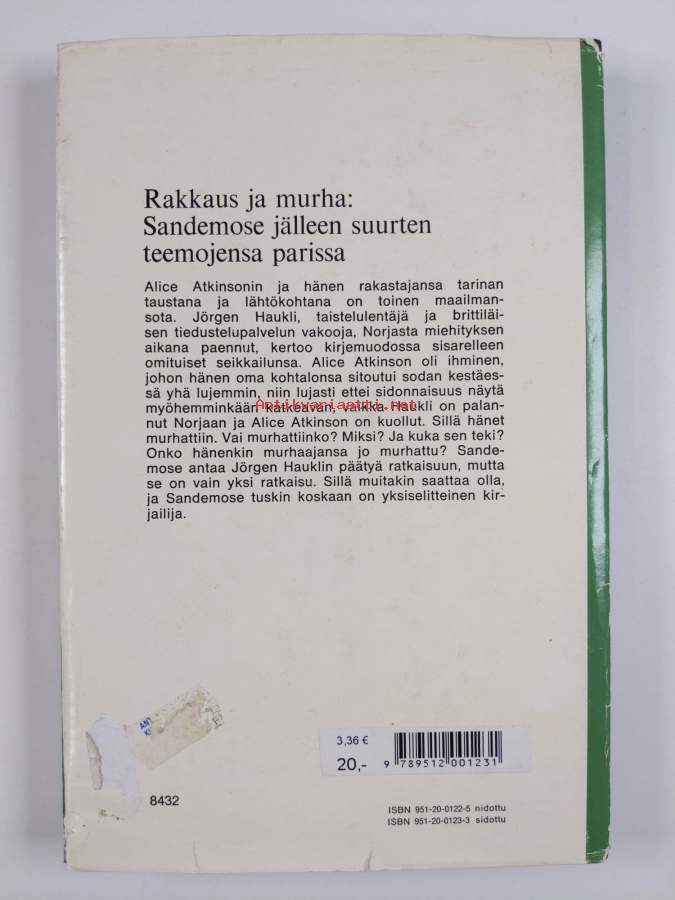 Rakkaus ja murha:
Sandemose jälleen suurten
teemojensa parissa
Alice Atkinsonin ja hänen rakastajansa tarinan
taustana ja lähtökohtana on toinen maailman-
sota. Jörgen Haukli, taistelulentäjä ja brittiläi-
sen tiedustelupalvelun vakooja, Norjasta miehityksen
aikana paennut, kertoo kirjemuodossa sisarelleen
omituiset seikkailunsa. Alice Atkinson oli ihminen,
johon hänen oma kohtalonsa sitoutui sodan kestäes-
sä yhä lujemmin, niin lujasti ettei sidonnaisuus näytä
myöhemminkään katkeavan, vaikka Haukli on palan-
Antikvariaatti.net
nut Norjaan ja Alice Atkinson on kuollut. Sillä hänet
murhattiin. Vai murhattiinko? Miksi? Ja kuka sen teki?
Onko hänenkin murhaajansa jo murhattu? Sande-
mose antaa Jörgen Hauklin päätyä ratkaisuun, mutta
se on vain yksi ratkaisu. Sillä muitakin saattaa olla,
ja Sandemose tuskin koskaan on yksiselitteinen kir-
jailija.
3,36 €
20,-
9 789512 001231
8432
ISBN 951-20-0122-5 nidottu
ISBN 951-20-0123-3 sidottu